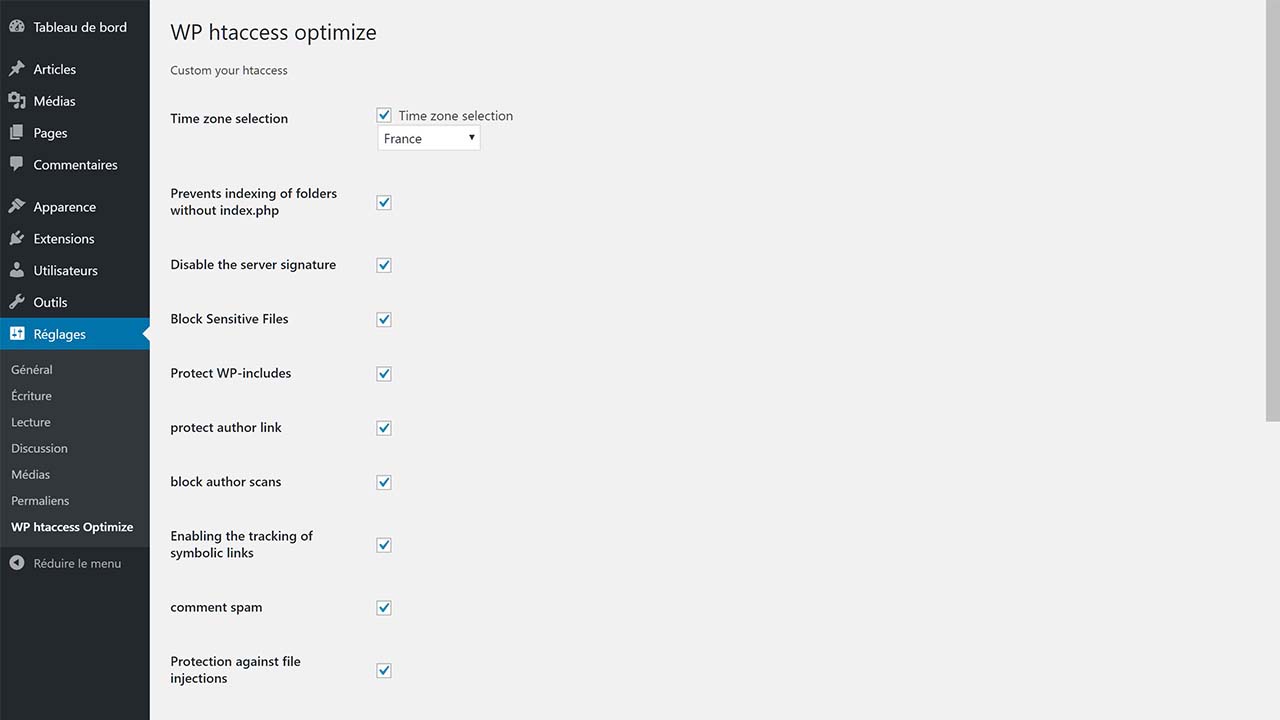 Tableau de bord
Articles
Médias
Pages
Commentaires
Apparence
Extensions
Utilisateurs
Outils
Réglages
Général
Écriture
Lecture
Discussion
Médias
Permaliens
WP htaccess Optimize
Réduire le menu
WP htaccess optimize
Custom your htaccess
Time zone selection
Time zone selection
France
Prevents indexing of folders
without index.php
Disable the server signature
Block Sensitive Files
Protect WP-includes
protect author link
block author scans
Enabling the tracking of
symbolic links
comment spam
Protection against file
injections